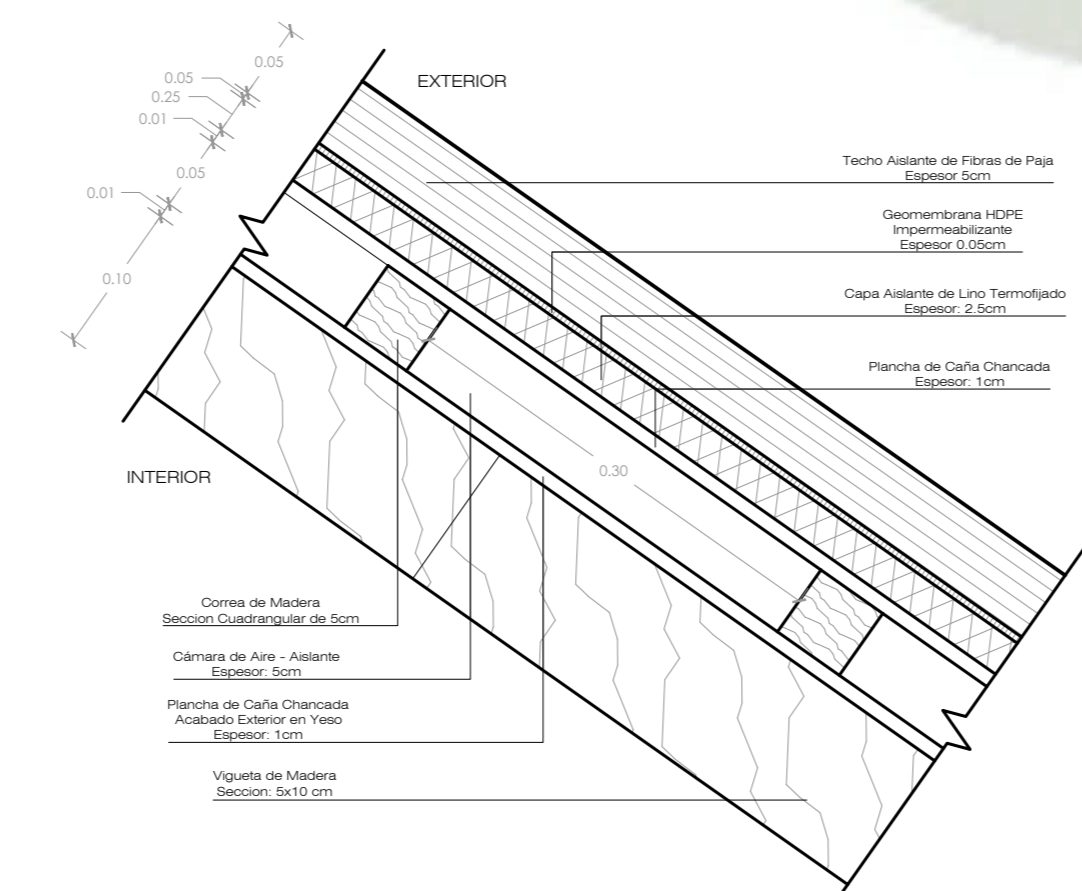 0.05
EXTERIOR
0.05
0.25
0.01
0.05
0.01
0.10
Techo Aislante de Fibras de Paja
Espesor 5cm
Geomembrana HDPE
Impermeabilizante
Espesor 0.05cm
Capa Aislante de Lino Termofijado
Espesor: 2.5cm
Plancha de Caña Chancada
Espesor: 1cm
0.30
INTERIOR
Correa de Madera
Seccion Cuadrangular de 5cm
Cámara de Aire - Aislante
Espesor: 5cm
Plancha de Caña Chancada
Acabado Exterior en Yeso
Espesor: 1cm
Vigueta de Madera
Seccion: 5x10 cm